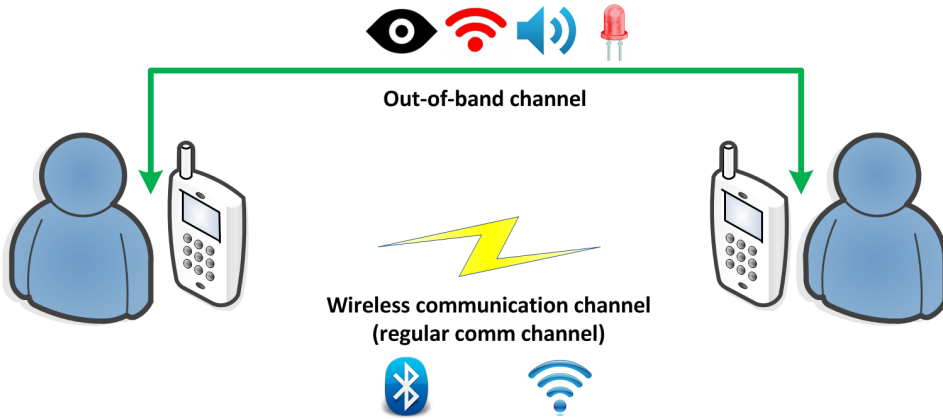 Out-of-band channel
Wireless communication channel
(regular comm channel)